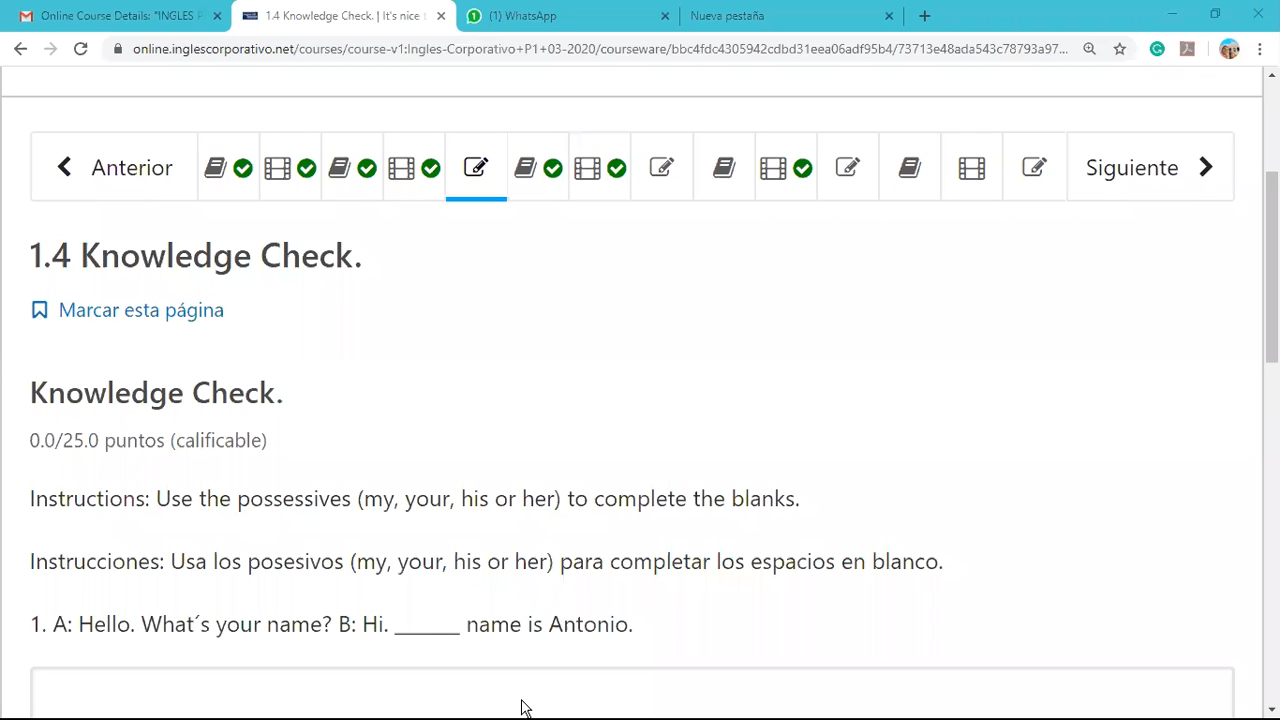 Online Course Details: "INGLES P
1.4 Knowledge Check. | It's nice t
(1) WhatsApp
Nueva pestaña
online.inglescorporativo.net/courses/course-v1:Ingles-Corporativo+P1+03-2020/courseware/bbc4fdc4305942cdbd31eea06adf95b4/73713e48ada543c78793a97...
Anterior
Siguiente
1.4 Knowledge Check.
Marcar esta página
Knowledge Check.
0.0/25.0 puntos (calificable)
Instructions: Use the possessives (my, your, his or her) to complete the blanks.
Instrucciones: Usa los posesivos (my, your, his or her) para completar los espacios en blanco.
1. A: Hello. What´s your name? B: Hi. ______ name is Antonio.